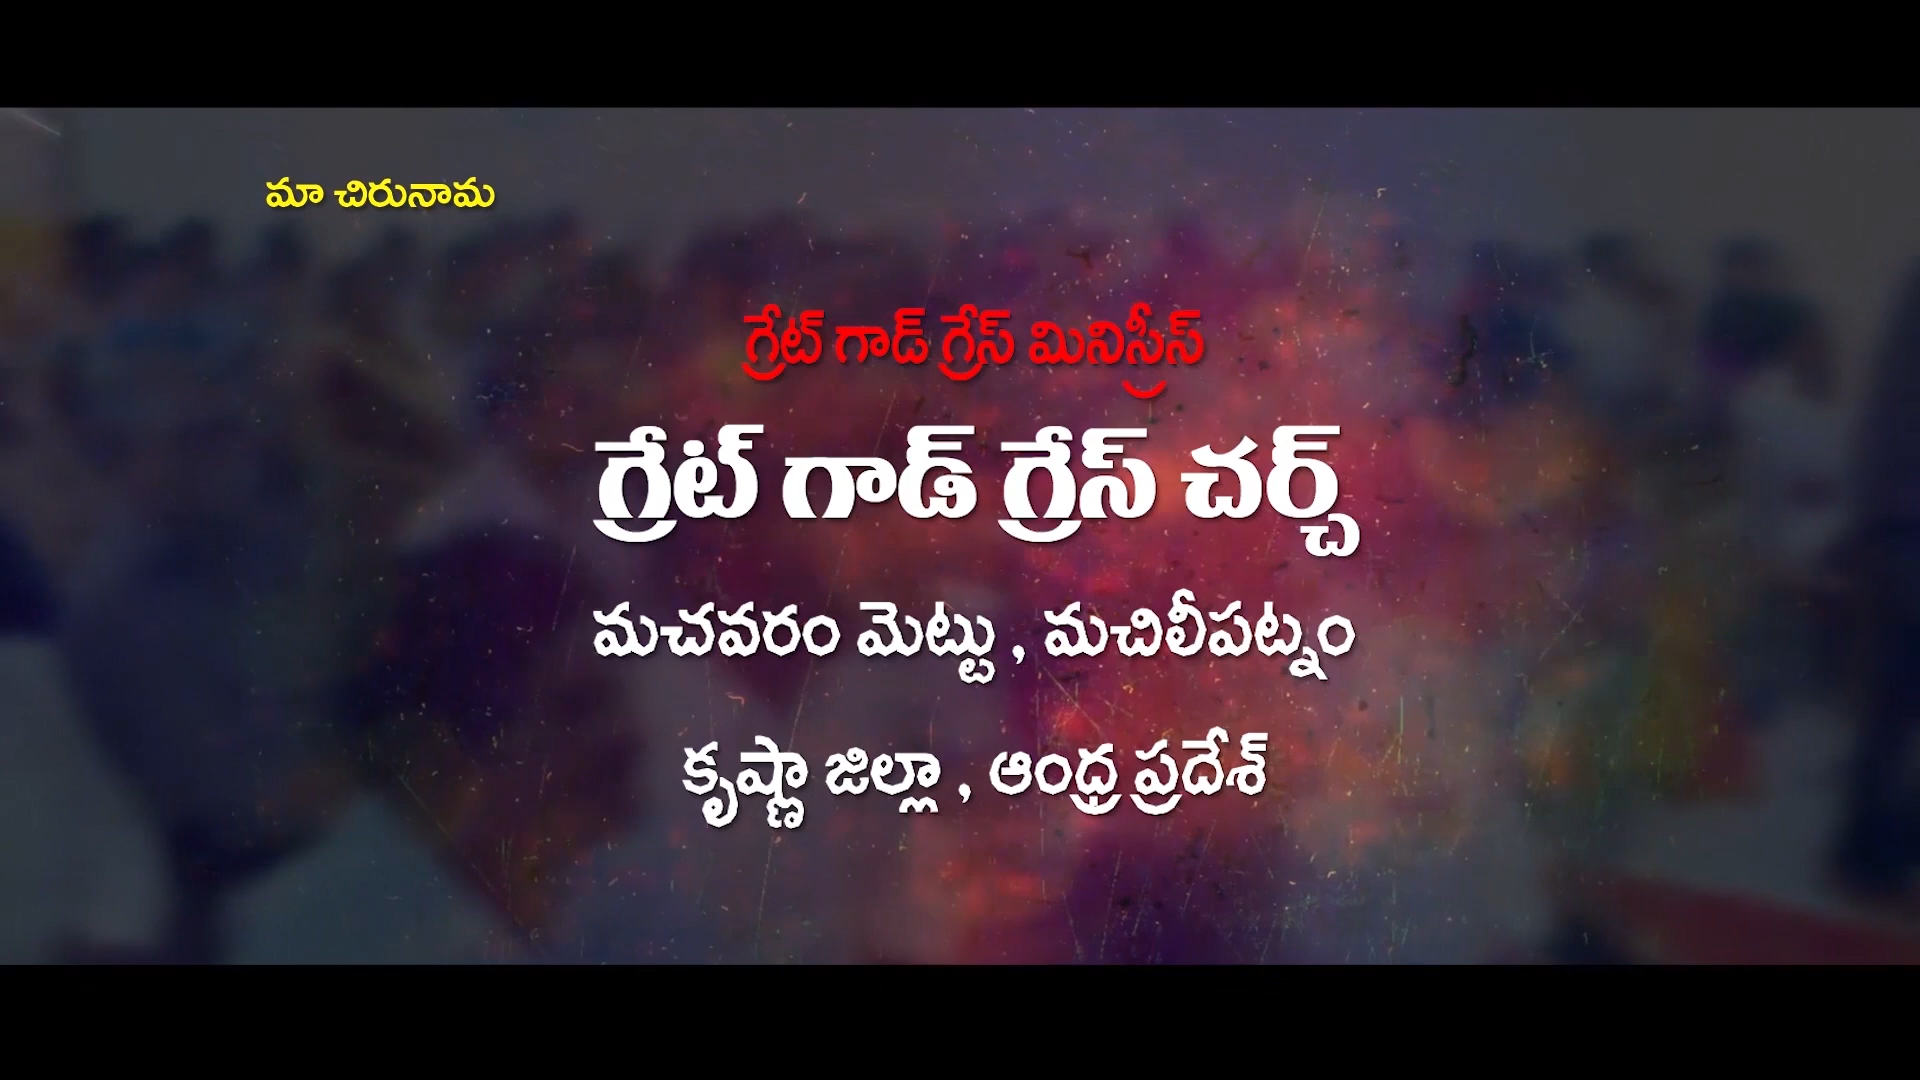 మా చిరునామ
గ్రేట్ గాడ్ గ్రేస్ మినిస్ట్రీస్
గ్రేట్ గాడ్ గ్రేస్ చర్చ్
మచవరం మెట్టు , మచిలీపట్నం
కృష్ణా జిల్లా , ఆంధ్ర ప్రదేశ్